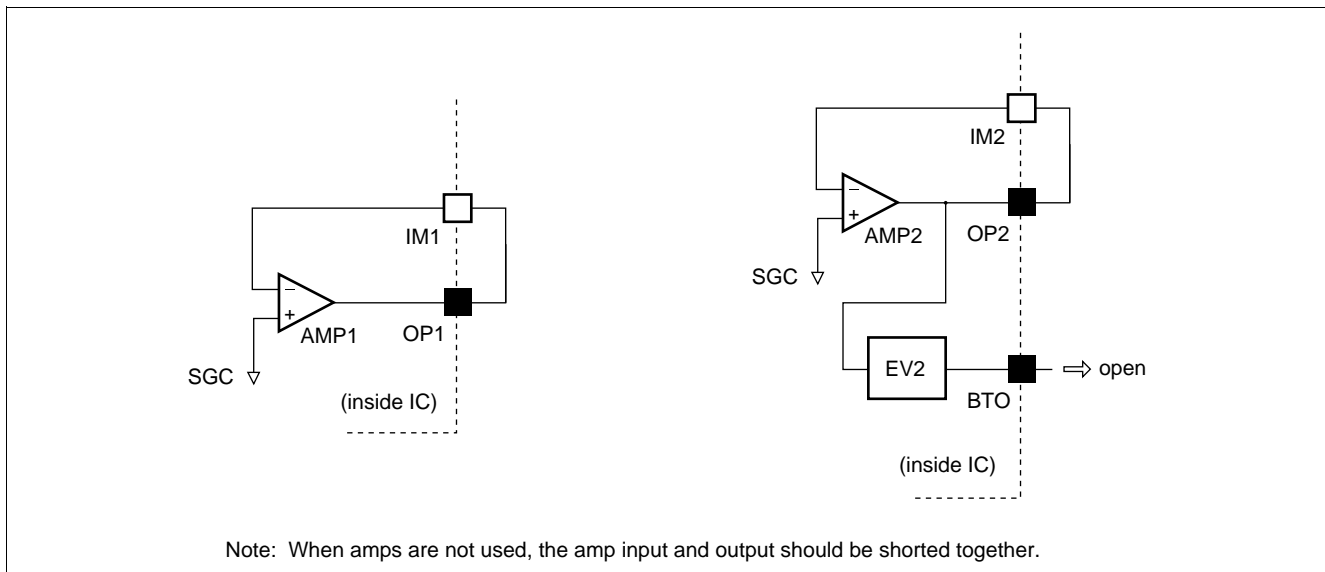 IM1
−
+
AMP1
OP1
SGC
(inside IC)
IM2
−
+
AMP2
OP2
SGC
EV2
open
BTO
(inside IC)
Note: When amps are not used, the amp input and output should be shorted together.